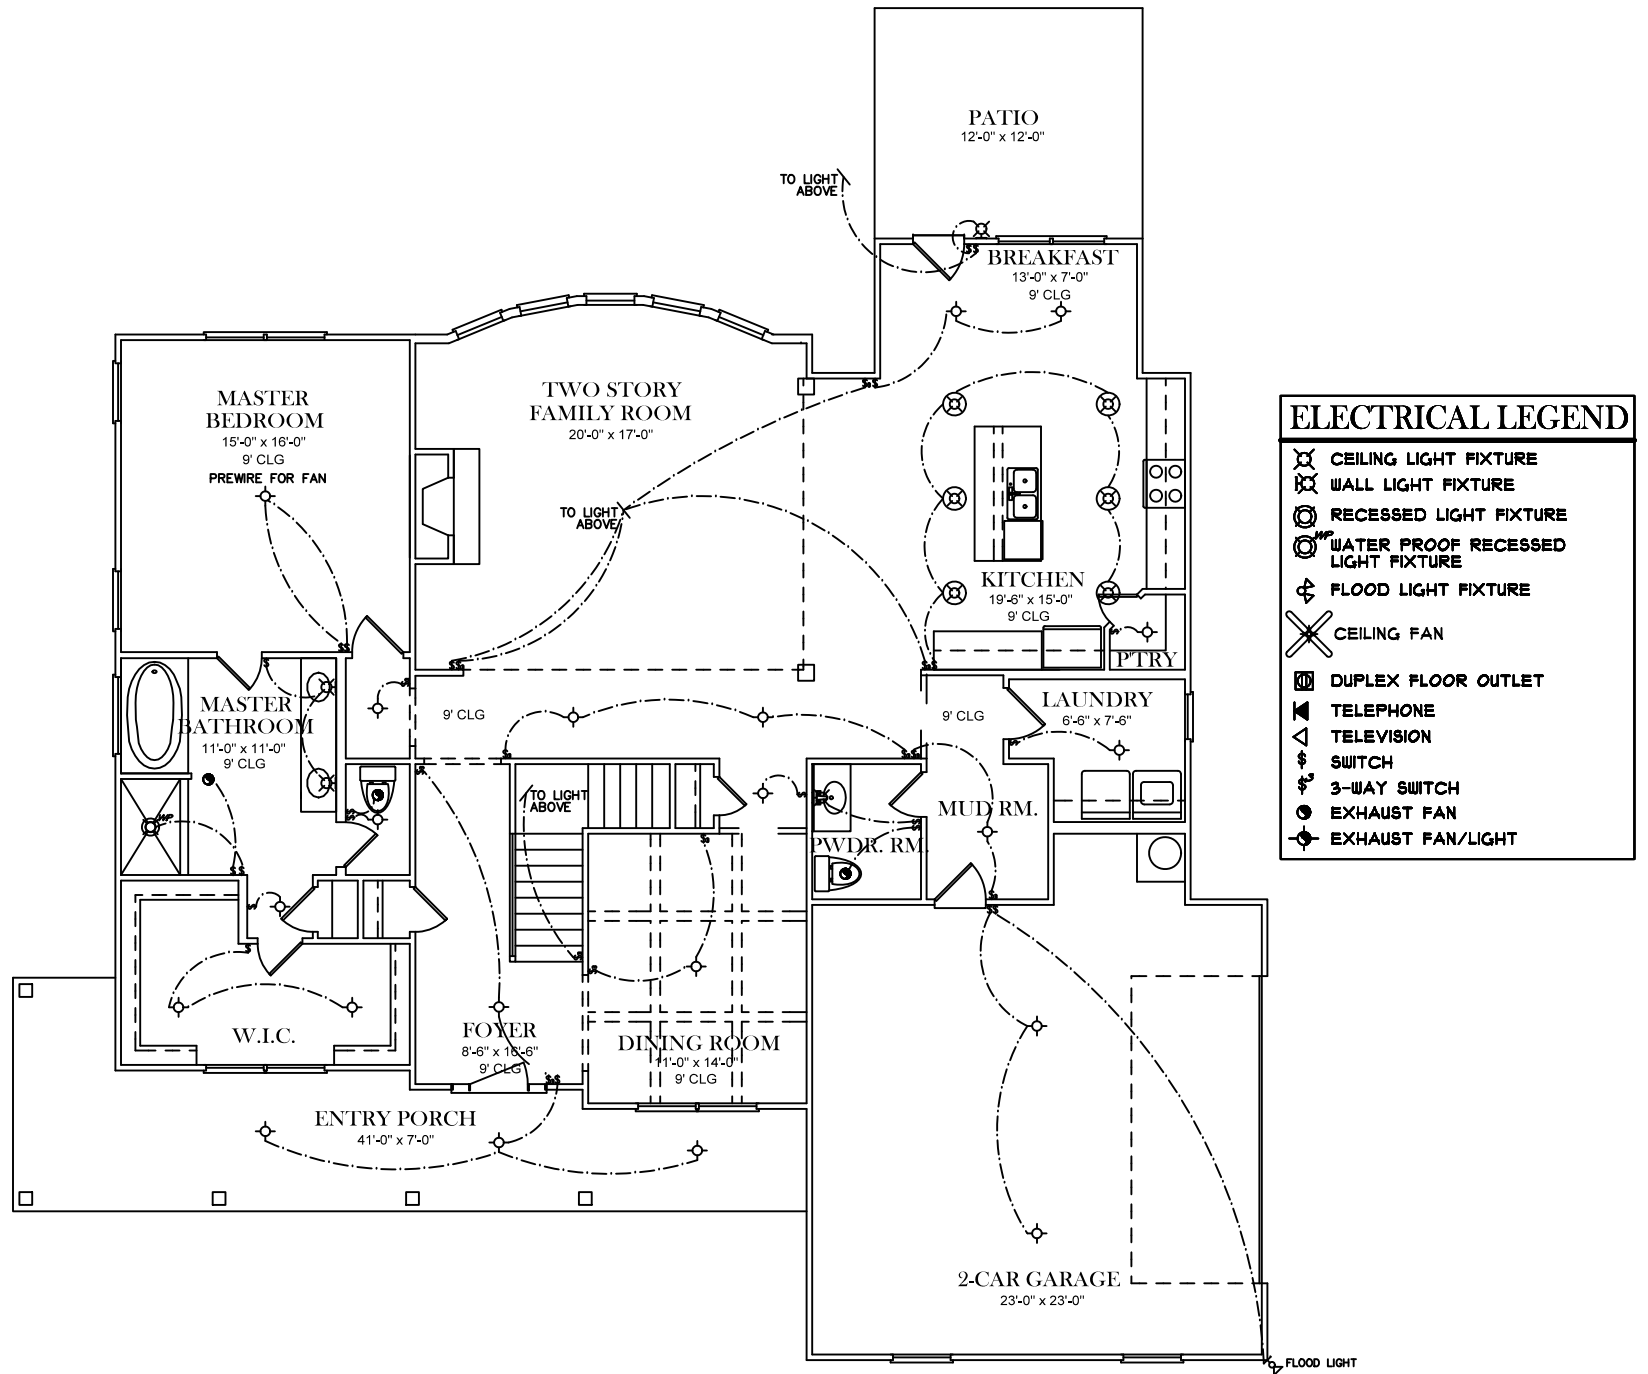 PATIO
12'-0" x 12'-0"
TO LIGHT
ABOVE
$$
BREAKFAST
13'-0" x 7'-0"
9' CLG
MASTER
BEDROOM
15'-0" x 16'-0"
9' CLG
PREWIRE FOR FAN
TWO STORY
FAMILY ROOM
20'-0" x 17'-0"
TO LIGHT
ABOVE
KITCHEN
19'-6" x 15'-0"
9' CLG
P'TRY
MASTER
BATHROOM
11'-0" x 11'-0"
9' CLG
WP
9' CLG
9' CLG
LAUNDRY
6'-6" x 7'-6"
TO LIGHT
ABOVE
MUD RM.
PWDR. RM.
W.I.C.
FOYER
8'-6" x 16'-6"
9' CLG
DINING ROOM
11'-0" x 14'-0"
9' CLG
ENTRY PORCH
41'-0" x 7'-0"
2-CAR GARAGE
23'-0" x 23'-0"
FLOOD LIGHT
ELECTRICAL LEGEND
CEILING LIGHT FIXTURE
WALL LIGHT FIXTURE
RECESSED LIGHT FIXTURE
WP WATER PROOF RECESSED
LIGHT FIXTURE
FLOOD LIGHT FIXTURE
CEILING FAN
DUPLEX FLOOR OUTLET
TELEPHONE
TELEVISION
$ SWITCH
$3 3-WAY SWITCH
EXHAUST FAN
EXHAUST FAN/LIGHT